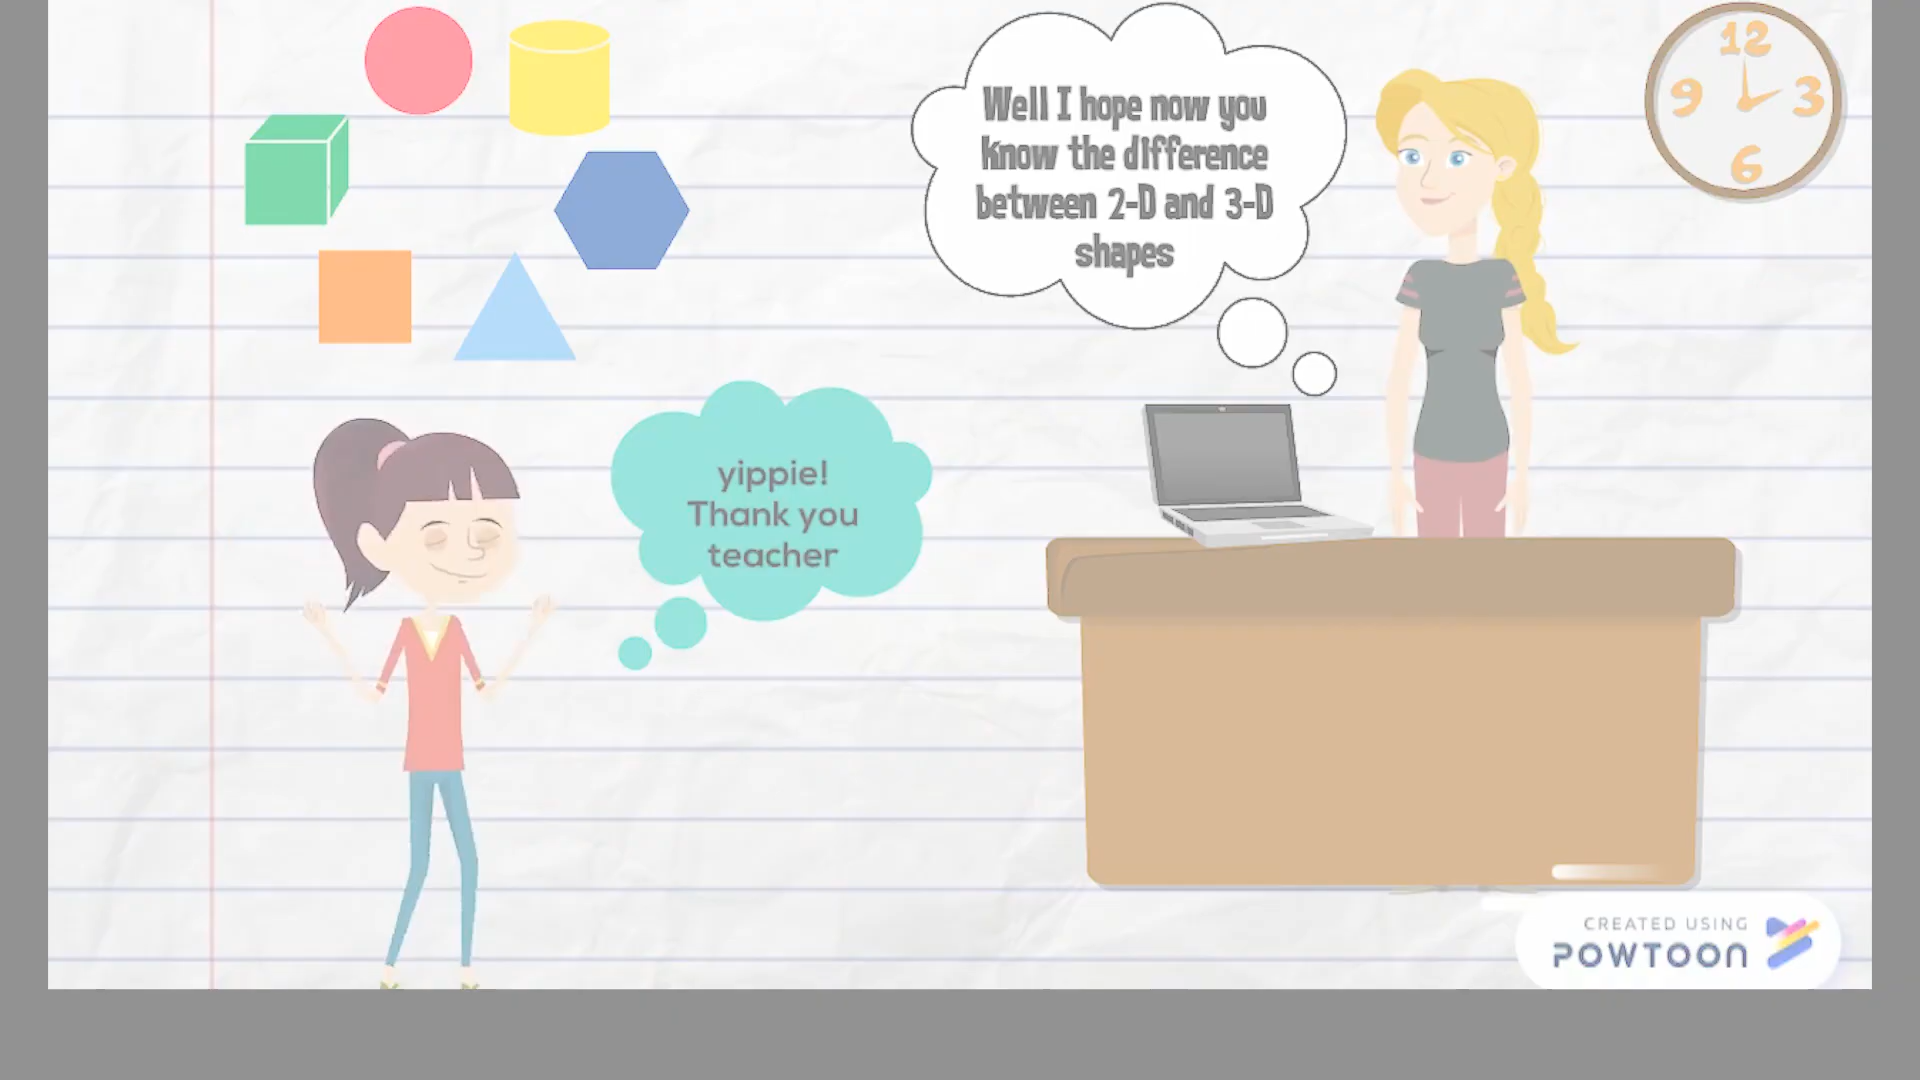 Well I hope now you
know the difference
between 2-D and 3-D
shapes
12
9
3
6
yippie!
Thank you
teacher
CREATED USING
POWTOON